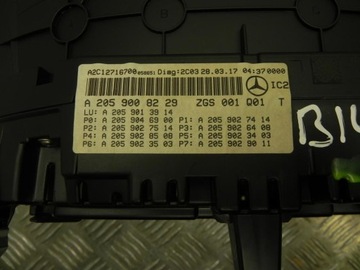 A2C12716700 Diag:2C03 28.03.17 04:37 0000
IC2
A 205 900 82 29 ZGS 001 Q01 T
LU: A 205 901 39 14
P0: A 205 904 69 00 P1: A 205 902 74 14
P2: A 205 902 75 14 P3: A 205 902 64 08
P4: A 205 902 85 08 P5: A 205 902 34 03
P6: A 205 902 35 03 P7: A 205 902 90 11